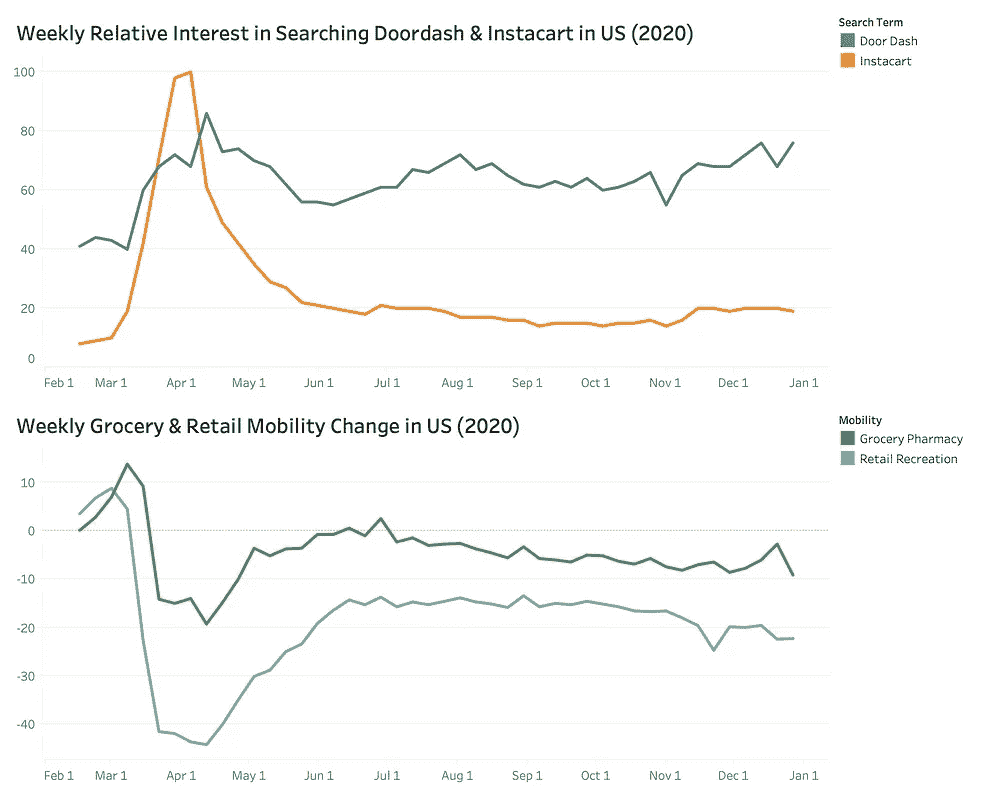 Weekly Relative Interest in Searching Doordash & Instacart in US (2020)
Search Term
Door Dash
Instacart
100
80
60
40
20
0
Feb 1 Mar 1 Apr 1 May 1 Jun 1 Jul 1 Aug 1 Sep 1 Oct 1 Nov 1 Dec 1 Jan 1
Weekly Grocery & Retail Mobility Change in US (2020)
Mobility
Grocery Pharmacy
Retail Recreation
10
0
-10
-20
-30
-40
Feb 1 Mar 1 Apr 1 May 1 Jun 1 Jul 1 Aug 1 Sep 1 Oct 1 Nov 1 Dec 1 Jan 1